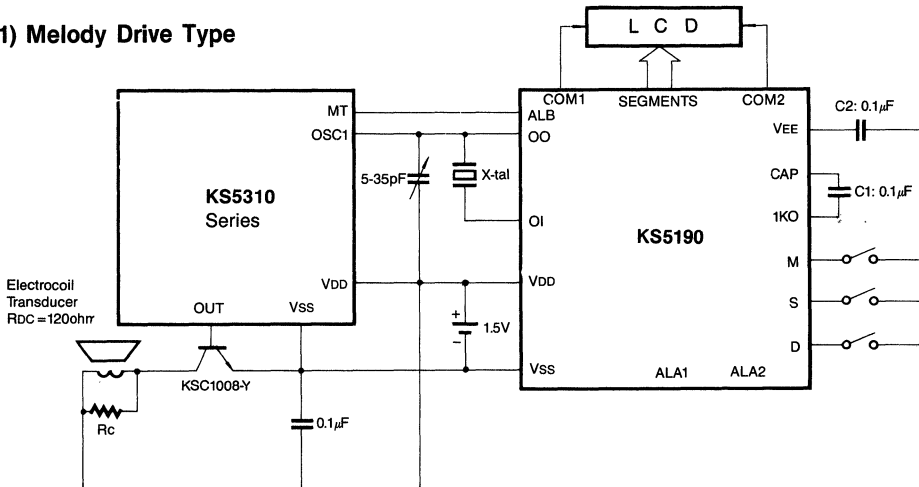 1) Melody Drive Type
L C D
COM1 SEGMENTS COM2
MT
OSC1
ALB
OO
VEE
C2: 0.1µF
5-35pF
X-tal
CAP
C1: 0.1µF
KS5310
Series
OI
1KO
KS5190
M
Electrocoil
Transducer
RDC=120ohm
VDD
VDD
S
OUT
VSS
+
1.5V
−
D
VSS
ALA1 ALA2
KSC1008-Y
Rc
0.1µF